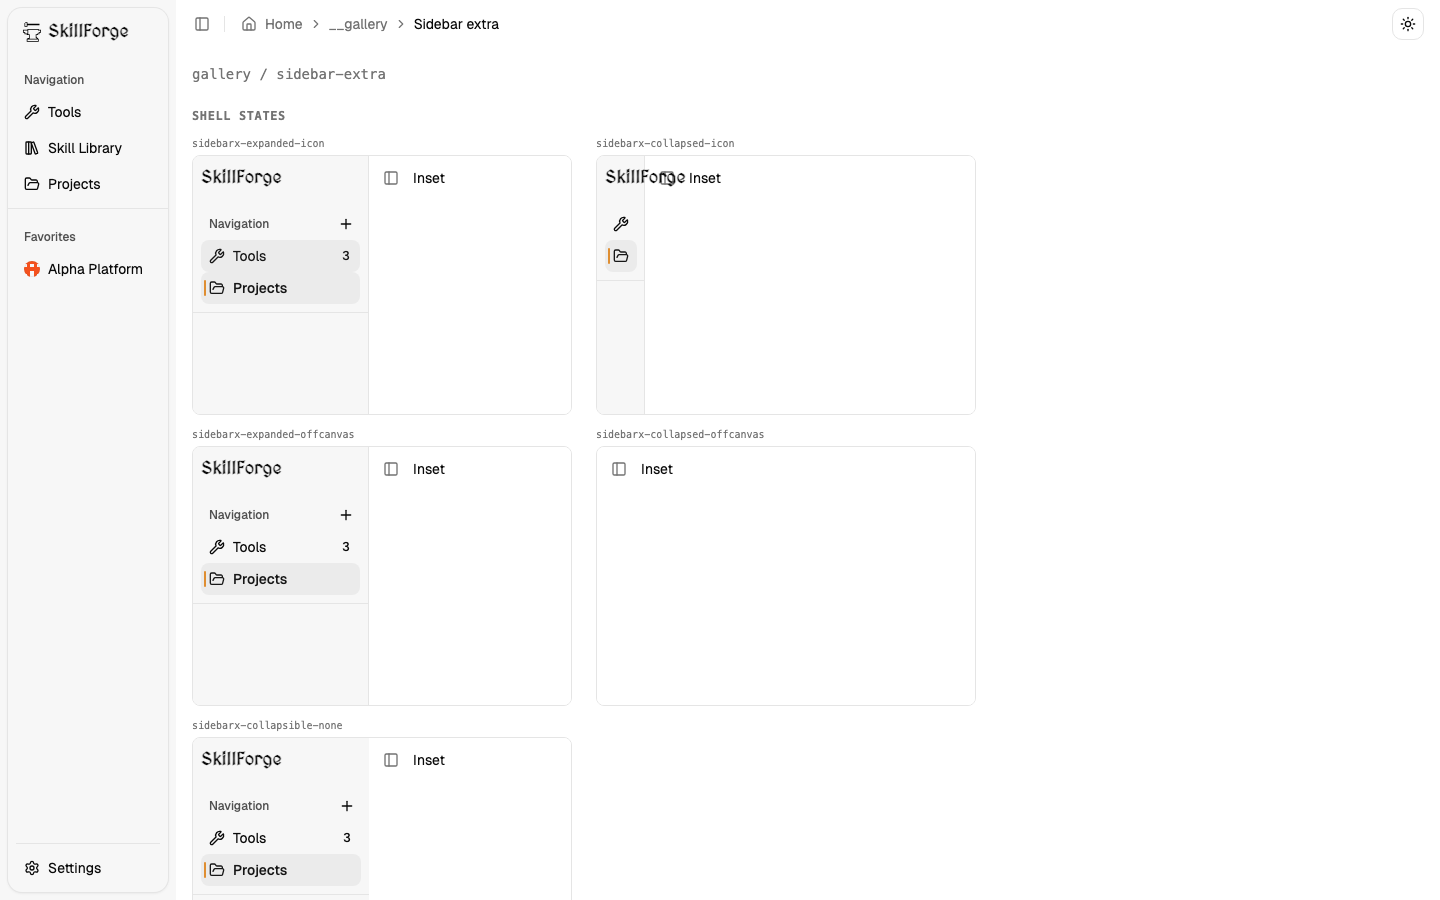 SkillForge
Navigation
Tools
Skill Library
Projects
Favorites
Alpha Platform
Settings
Home
__gallery
Sidebar extra
gallery / sidebar-extra
SHELL STATES
sidebarx-expanded-icon
SkillForge
Navigation
Tools 3
Projects
Inset
sidebarx-collapsed-icon
SkillForge
Inset
sidebarx-expanded-offcanvas
SkillForge
Navigation
Tools 3
Projects
Inset
sidebarx-collapsed-offcanvas
Inset
sidebarx-collapsible-none
SkillForge
Navigation
Tools 3
Projects
Inset